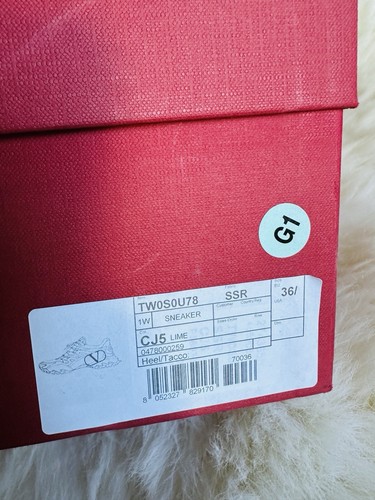 G1
TW0S0U78 SSR 36/
1W SNEAKER
CJ5 LIME
0478000259
Heel/Tacco: 70036
8 052327 829170
V